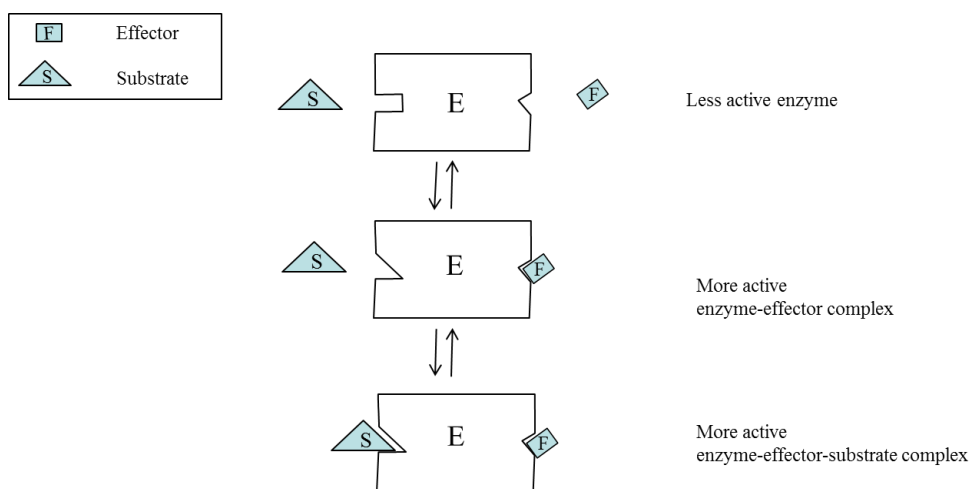 F Effector
S Substrate
S E F Less active enzyme
S E F
More active
enzyme-effector complex
S E F
More active
enzyme-effector-substrate complex